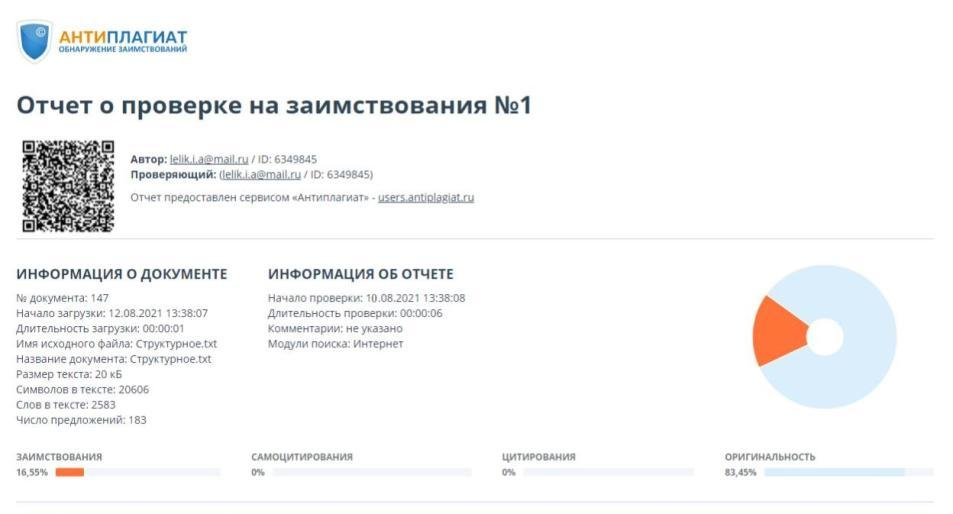 АНТИПЛАГИАТ
ОБНАРУЖЕНИЕ ЗАИМСТВОВАНИЙ
Отчет о проверке на заимствования №1
Автор: lelik.i.a@mail.ru / ID: 6349845
Проверяющий: (lelik.i.a@mail.ru / ID: 6349845)
Отчет предоставлен сервисом «Антиплагиат» - users.antiplagiat.ru
ИНФОРМАЦИЯ О ДОКУМЕНТЕ
№ документа: 147
Начало загрузки: 12.08.2021 13:38:07
Длительность загрузки: 00:00:01
Имя исходного файла: Структурное.txt
Название документа: Структурное.txt
Размер текста: 20 кБ
Символов в тексте: 20606
Слов в тексте: 2583
Число предложений: 183
ИНФОРМАЦИЯ ОБ ОТЧЕТЕ
Начало проверки: 10.08.2021 13:38:08
Длительность проверки: 00:00:06
Комментарии: не указано
Модули поиска: Интернет
ЗАИМСТВОВАНИЯ
16,55%
САМОЦИТИРОВАНИЯ
0%
ЦИТИРОВАНИЯ
0%
ОРИГИНАЛЬНОСТЬ
83,45%